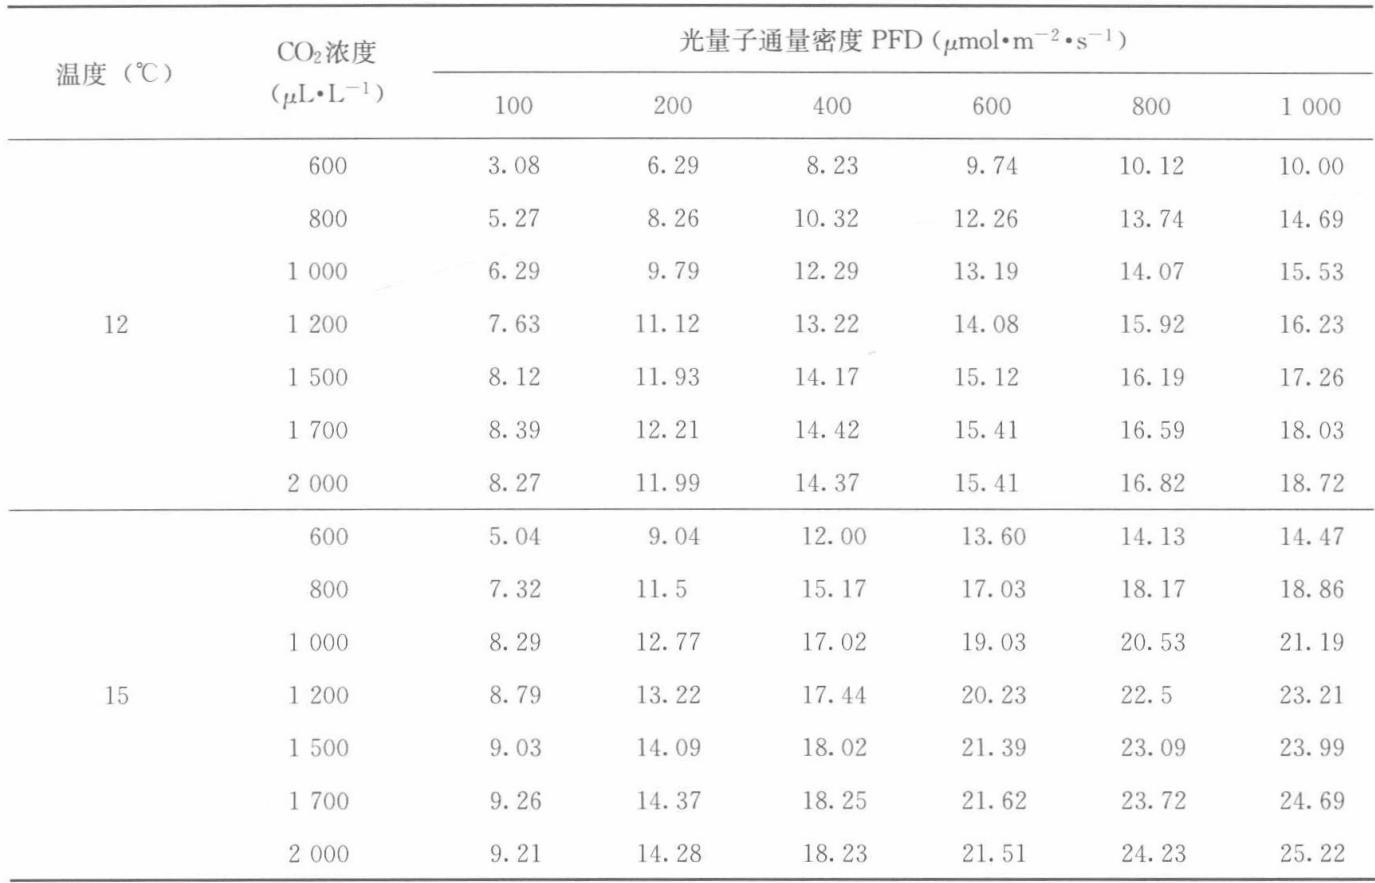 温度（℃） CO₂浓度（μL•L⁻¹） 光量子通量密度 PFD（μmol•m⁻²•s⁻¹）
100 200 400 600 800 1 000
600 3.08 6.29 8.23 9.74 10.12 10.00
800 5.27 8.26 10.32 12.26 13.74 14.69
1 000 6.29 9.79 12.29 13.19 14.07 15.53
12 1 200 7.63 11.12 13.22 14.08 15.92 16.23
1 500 8.12 11.93 14.17 15.12 16.19 17.26
1 700 8.39 12.21 14.42 15.41 16.59 18.03
2 000 8.27 11.99 14.37 15.41 16.82 18.72
600 5.04 9.04 12.00 13.60 14.13 14.47
800 7.32 11.5 15.17 17.03 18.17 18.86
1 000 8.29 12.77 17.02 19.03 20.53 21.19
15 1 200 8.79 13.22 17.44 20.23 22.5 23.21
1 500 9.03 14.09 18.02 21.39 23.09 23.99
1 700 9.26 14.37 18.25 21.62 23.72 24.69
2 000 9.21 14.28 18.23 21.51 24.23 25.22